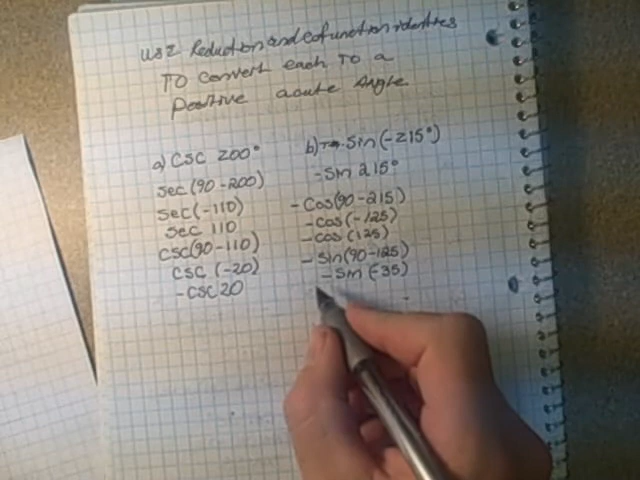 USE Reduction and cofunction identities
TO convert each To a
Positive acute Angle
a) CSC 200°
sec(90-200)
sec(-110)
sec 110
csc(90-110)
csc (-20)
-csc 20
b) sin(-215°)
-sin 215°
-cos(90-215)
-cos(-125)
-cos(125)
-sin(90-125)
-sin(-35)